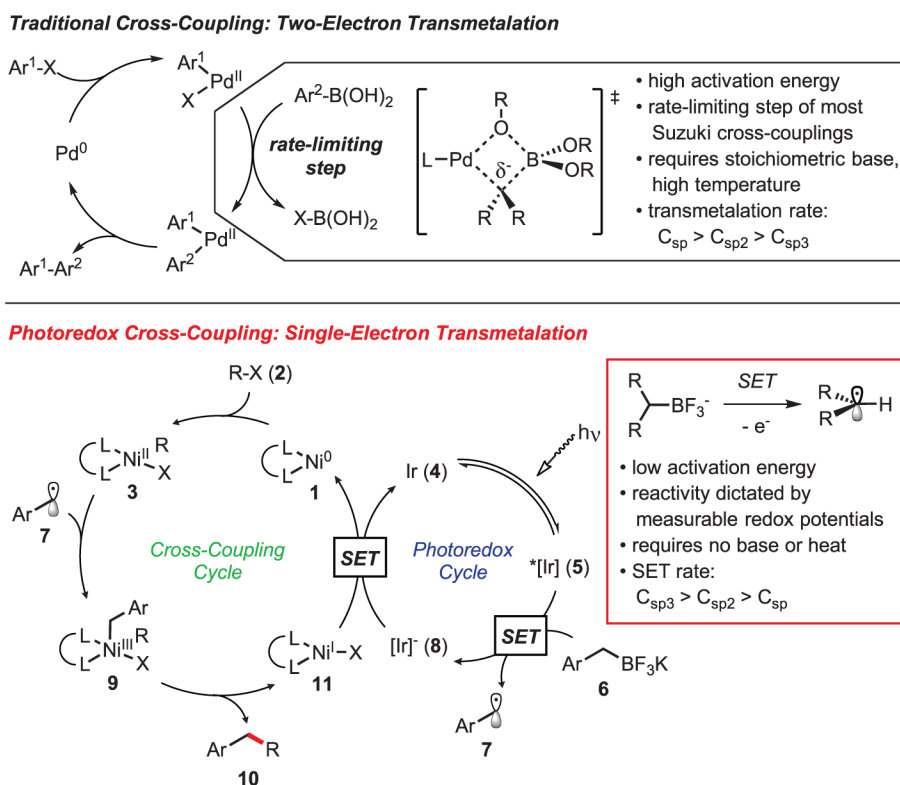 Traditional Cross-Coupling: Two-Electron Transmetalation
Ar¹-X
Ar¹
Pdᴵᴵ
X
Pd⁰
Ar¹
Pdᴵᴵ
Ar²
Ar¹-Ar²
Ar²-B(OH)₂
rate-limiting
step
X-B(OH)₂
R
O
L-Pd
B
OR
OR
δ-
R
R
‡
• high activation energy
• rate-limiting step of most
Suzuki cross-couplings
• requires stoichiometric base,
high temperature
• transmetalation rate:
Csp > Csp2 > Csp3
Photoredox Cross-Coupling: Single-Electron Transmetalation
R-X (2)
L
L
Niᴵᴵ
R
X
3
L
L
Ni⁰
1
Ar
7
Cross-Coupling
Cycle
SET
Ir (4)
hν
Photoredox
Cycle
*[Ir] (5)
SET
[Ir]⁻ (8)
Ar
BF₃K
6
Ar
7
Ar
L
L
Niᴵᴵᴵ
R
X
9
L
L
Niᴵ-X
11
Ar
R
10
R
R
BF₃⁻
SET
- e⁻
R
R
C
H
• low activation energy
• reactivity dictated by
measurable redox potentials
• requires no base or heat
• SET rate:
Csp3 > Csp2 > Csp